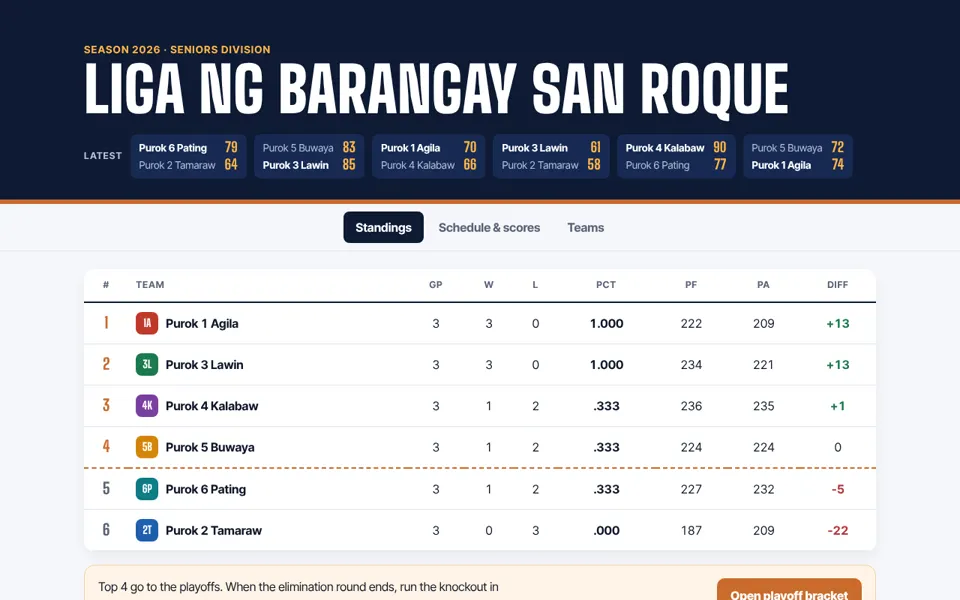 SEASON 2026 · SENIORS DIVISION
LIGA NG BARANGAY SAN ROQUE
LATEST
Purok 6 Pating 79
Purok 2 Tamaraw 64
Purok 5 Buwaya 83
Purok 3 Lawin 85
Purok 1 Agila 70
Purok 4 Kalabaw 66
Purok 3 Lawin 61
Purok 2 Tamaraw 58
Purok 4 Kalabaw 90
Purok 6 Pating 77
Purok 5 Buwaya 72
Purok 1 Agila 74
Standings Schedule & scores Teams
# TEAM GP W L PCT PF PA DIFF
1 1A Purok 1 Agila 3 3 0 1.000 222 209 +13
2 3L Purok 3 Lawin 3 3 0 1.000 234 221 +13
3 4K Purok 4 Kalabaw 3 1 2 .333 236 235 +1
4 5B Purok 5 Buwaya 3 1 2 .333 224 224 0
5 6P Purok 6 Pating 3 1 2 .333 227 232 -5
6 2T Purok 2 Tamaraw 3 0 3 .000 187 209 -22
Top 4 go to the playoffs. When the elimination round ends, run the knockout in
Open playoff bracket